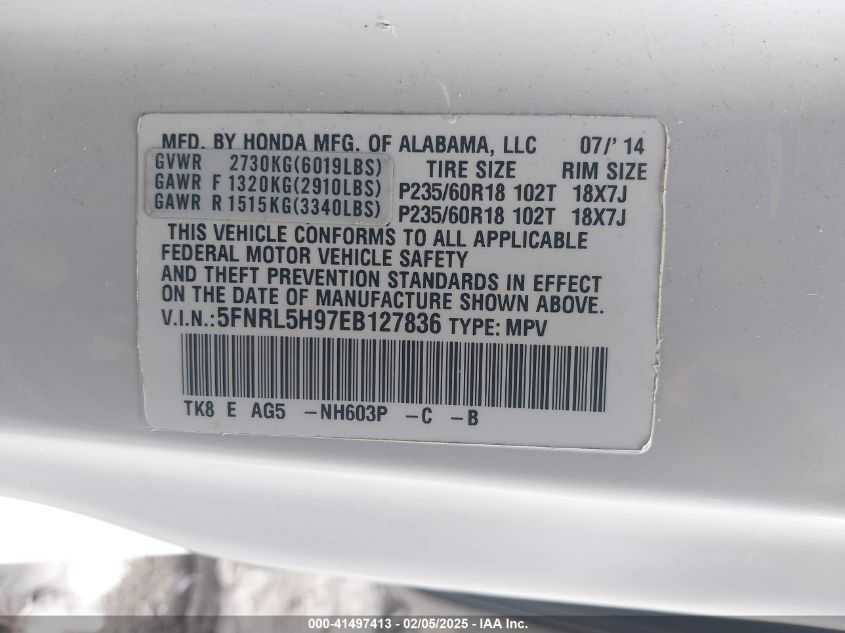 MFD. BY HONDA MFG. OF ALABAMA, LLC 07/'14
GVWR 2730KG(6019LBS) TIRE SIZE RIM SIZE
GAWR F 1320KG(2910LBS) P235/60R18 102T 18X7J
GAWR R 1515KG(3340LBS) P235/60R18 102T 18X7J
THIS VEHICLE CONFORMS TO ALL APPLICABLE
FEDERAL MOTOR VEHICLE SAFETY
AND THEFT PREVENTION STANDARDS IN EFFECT
ON THE DATE OF MANUFACTURE SHOWN ABOVE.
V.I.N.: 5FNRL5H97EB127836 TYPE: MPV
TK8 E AG5 -NH603P -C -B
000-41497413 - 02/05/2025 - IAA Inc.